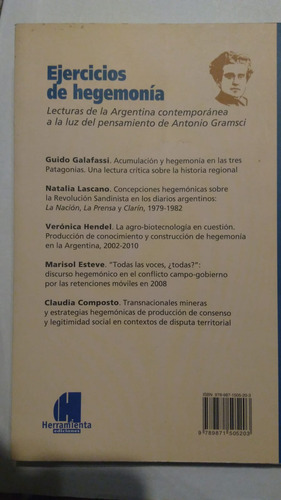 Ejercicios
de hegemonía
Lecturas de la Argentina contemporánea
a la luz del pensamiento de Antonio Gramsci
Guido Galafassi. Acumulación y hegemonía en las tres
Patagonias. Una lectura crítica sobre la historia regional
Natalia Lascano. Concepciones hegemónicas sobre
la Revolución Sandinista en los diarios argentinos:
La Nación, La Prensa y Clarín, 1979-1982
Verónica Hendel. La agro-biotecnología en cuestión.
Producción de conocimiento y construcción de hegemonía
en la Argentina, 2002-2010
Marisol Esteve. "Todas las voces, ¿todas?":
discurso hegemónico en el conflicto campo-gobierno
por las retenciones móviles en 2008
Claudia Composto. Transnacionales mineras
y estrategias hegemónicas de producción de consenso
y legitimidad social en contextos de disputa territorial
Herramienta
ediciones
9 789871 505203